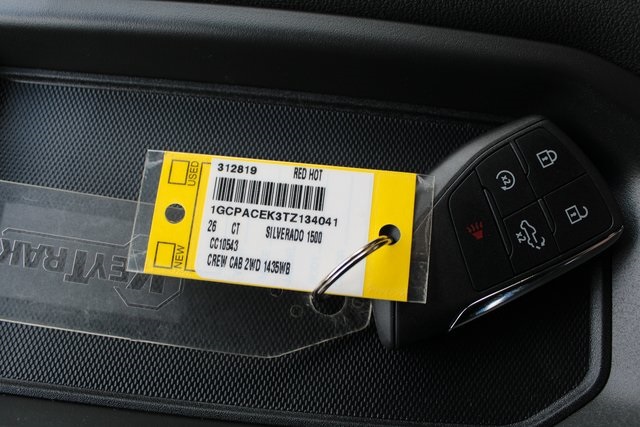 312819 RED HOT
USED
1GCPACEK3TZ134041
26 CT SILVERADO 1500
CC10543
CREW CAB 2WD 1435WB
NEW
KEYTRAK